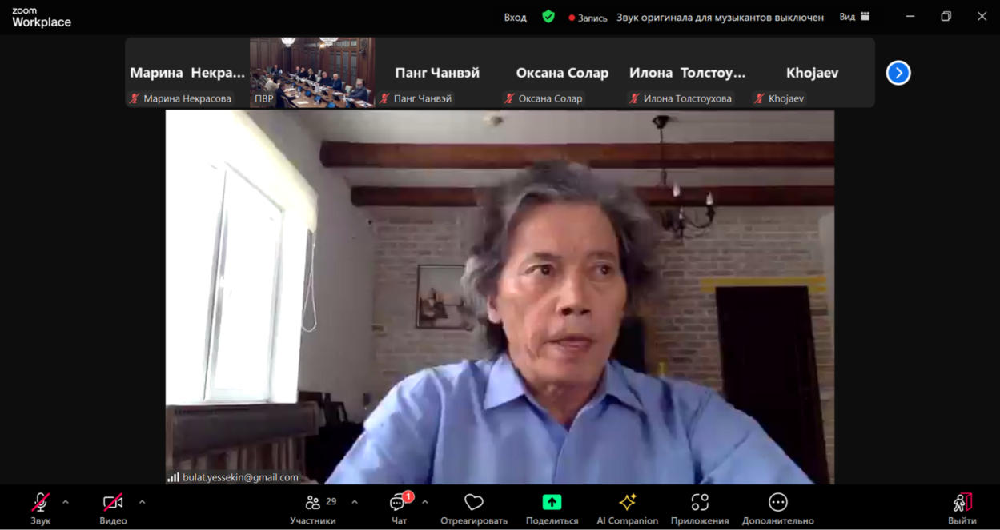 zoom
Workplace
Вход
Запись
Звук оригинала для музыкантов выключен
Вид
Марина Некра...
Панг Чанвэй
Оксана Солар
Илона Толстоу...
Khojaev
Марина Некрасова
ПВР
Панг Чанвэй
Оксана Солар
Илона Толстоухова
Khojaev
bulat.yessekin@gmail.com
29
1
Звук
Видео
Участники
Чат
Отреагировать
Поделиться
AI Companion
Приложения
Дополнительно
Выйти